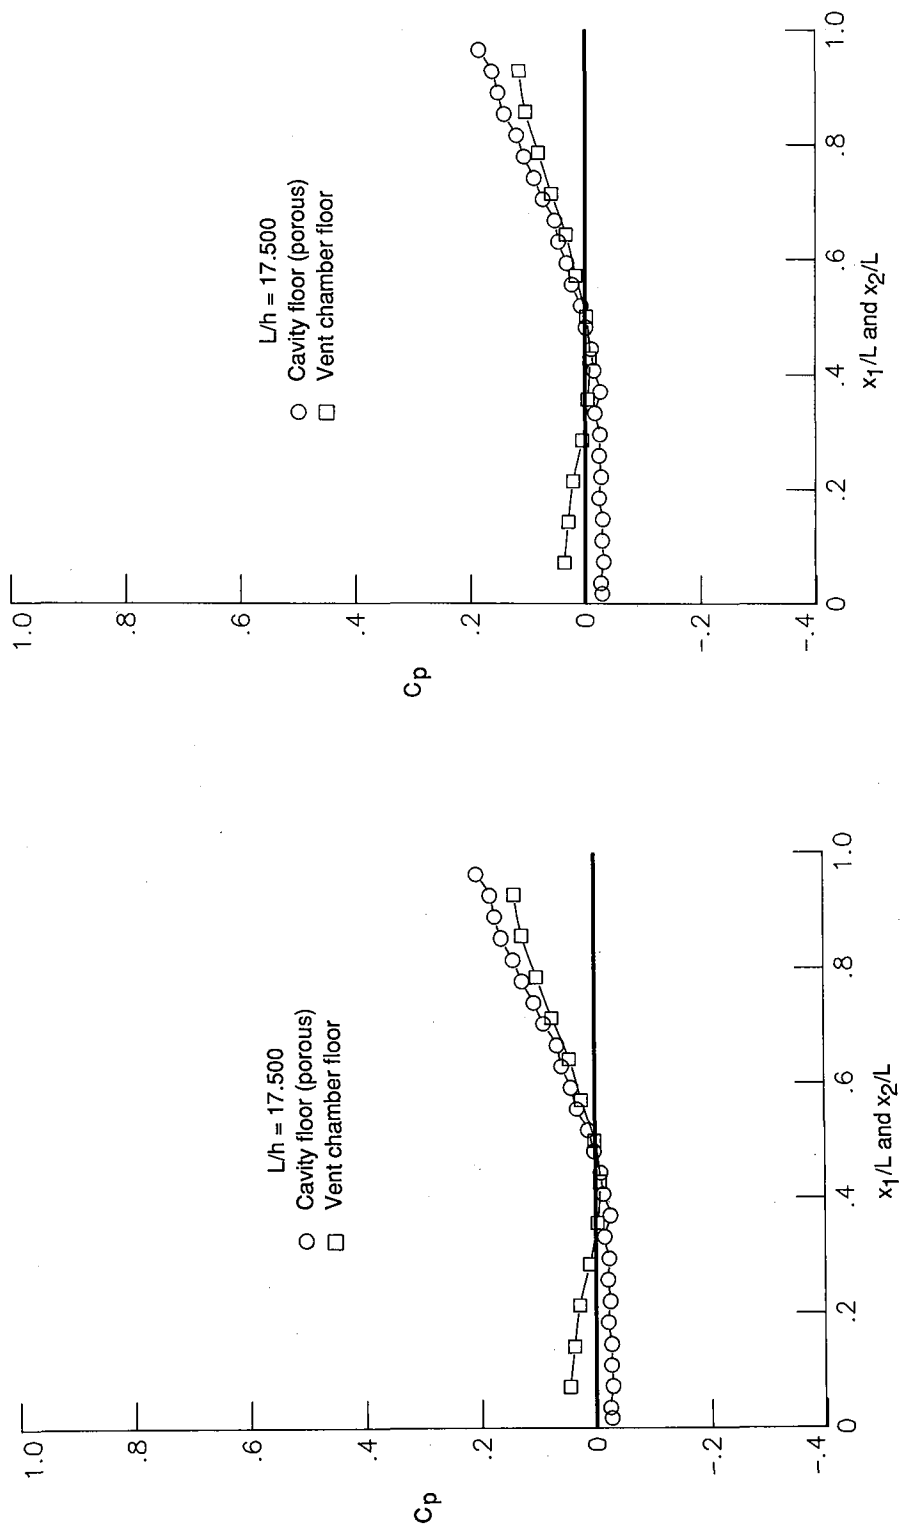 1.0
.8
.6
.4
.2
0
-.2
-.4
Cp
L/h = 17.500
Cavity floor (porous)
Vent chamber floor
0
.2
.4
.6
.8
1.0
x1/L and x2/L
1.0
.8
.6
.4
.2
0
-.2
-.4
Cp
L/h = 17.500
Cavity floor (porous)
Vent chamber floor
0
.2
.4
.6
.8
1.0
x1/L and x2/L